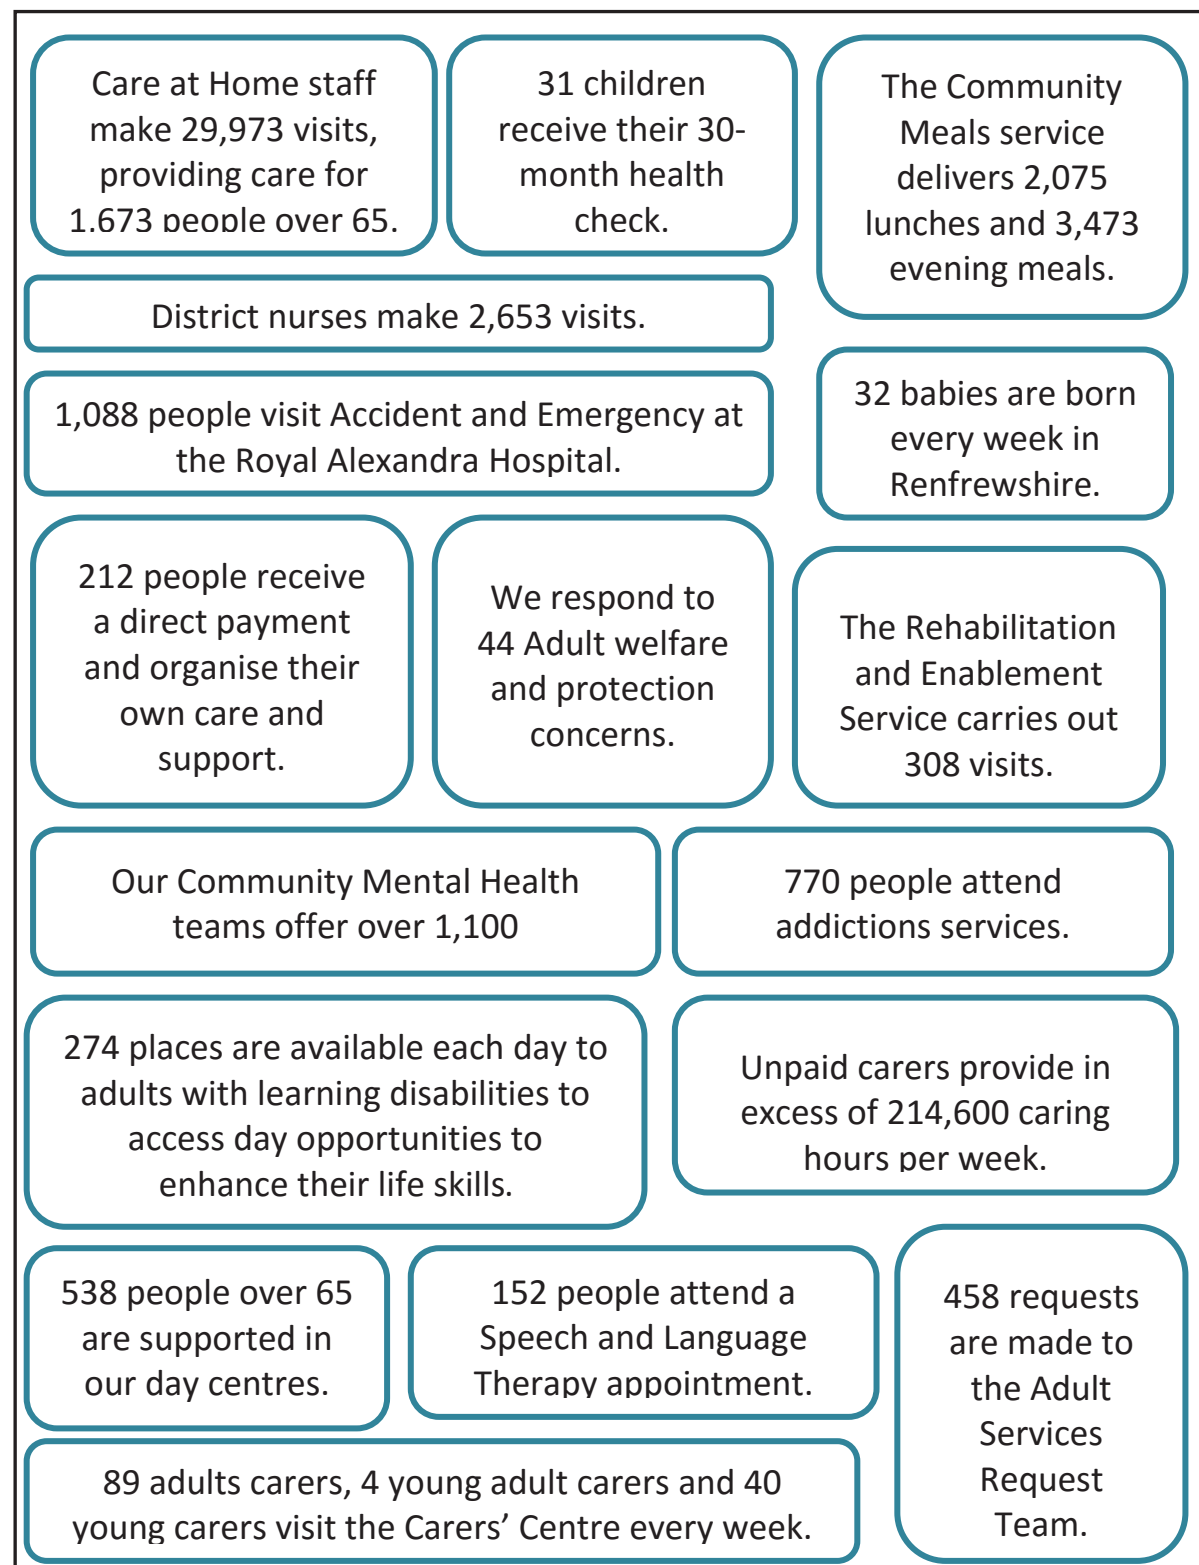 Care at Home staff
make 29,973 visits,
providing care for
1,673 people over 65.
31 children
receive their 30-
month health
check.
The Community
Meals service
delivers 2,075
lunches and 3,473
evening meals.
District nurses make 2,653 visits.
1,088 people visit Accident and Emergency at
the Royal Alexandra Hospital.
32 babies are born
every week in
Renfrewshire.
212 people receive
a direct payment
and organise their
own care and
support.
We respond to
44 Adult welfare
and protection
concerns.
The Rehabilitation
and Enablement
Service carries out
308 visits.
Our Community Mental Health
teams offer over 1,100
770 people attend
addictions services.
274 places are available each day to
adults with learning disabilities to
access day opportunities to
enhance their life skills.
Unpaid carers provide in
excess of 214,600 caring
hours per week.
538 people over 65
are supported in
our day centres.
152 people attend a
Speech and Language
Therapy appointment.
458 requests
are made to
the Adult
Services
Request
Team.
89 adults carers, 4 young adult carers and 40
young carers visit the Carers’ Centre every week.